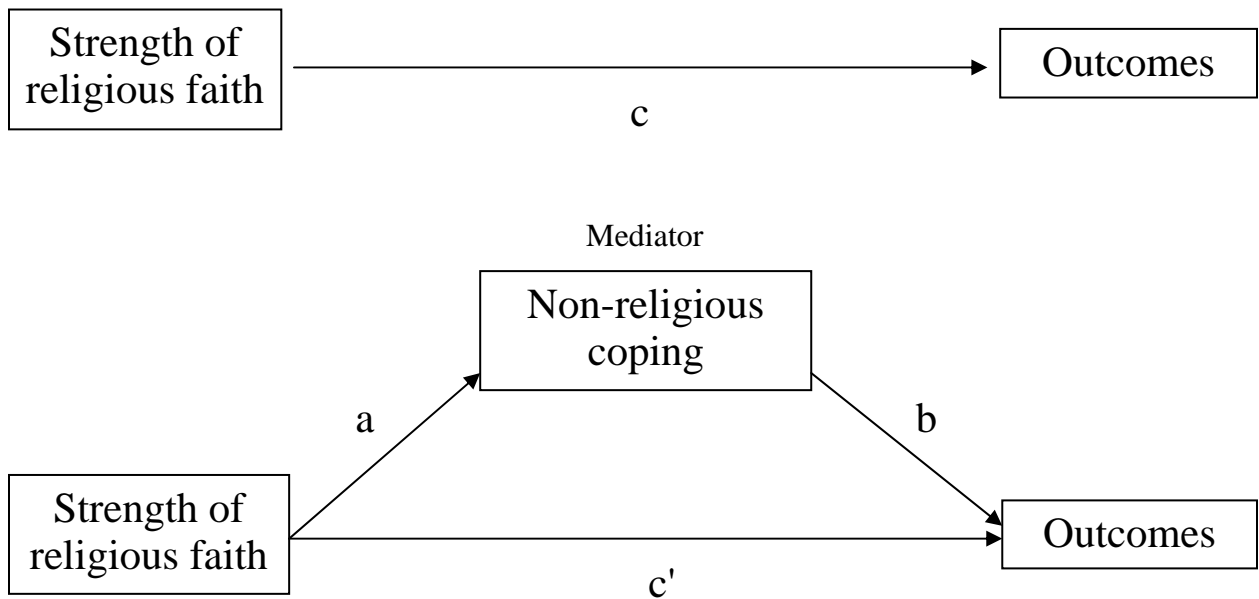 Strength of
religious faith
Outcomes
c
Mediator
Non-religious
coping
a
b
Strength of
religious faith
Outcomes
c'